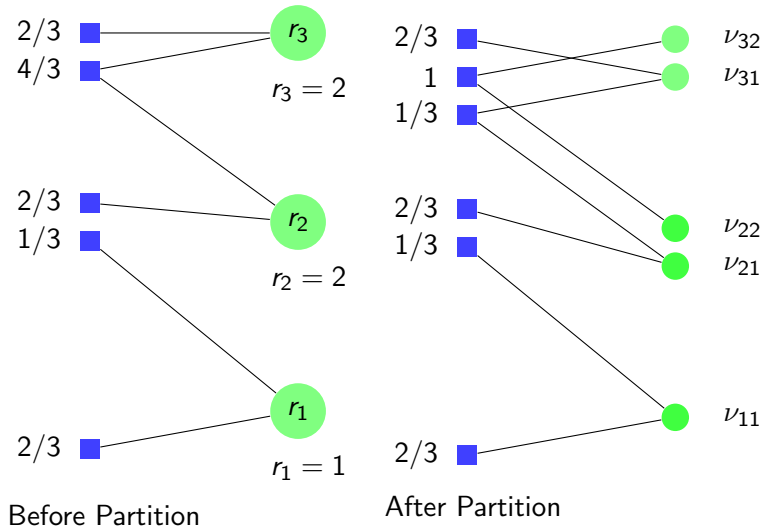 2/3
4/3
r3
r3 = 2
2/3
1/3
r2
r2 = 2
2/3
r1
r1 = 1
Before Partition
2/3
1
1/3
ν32
ν31
2/3
1/3
ν22
ν21
2/3
ν11
After Partition